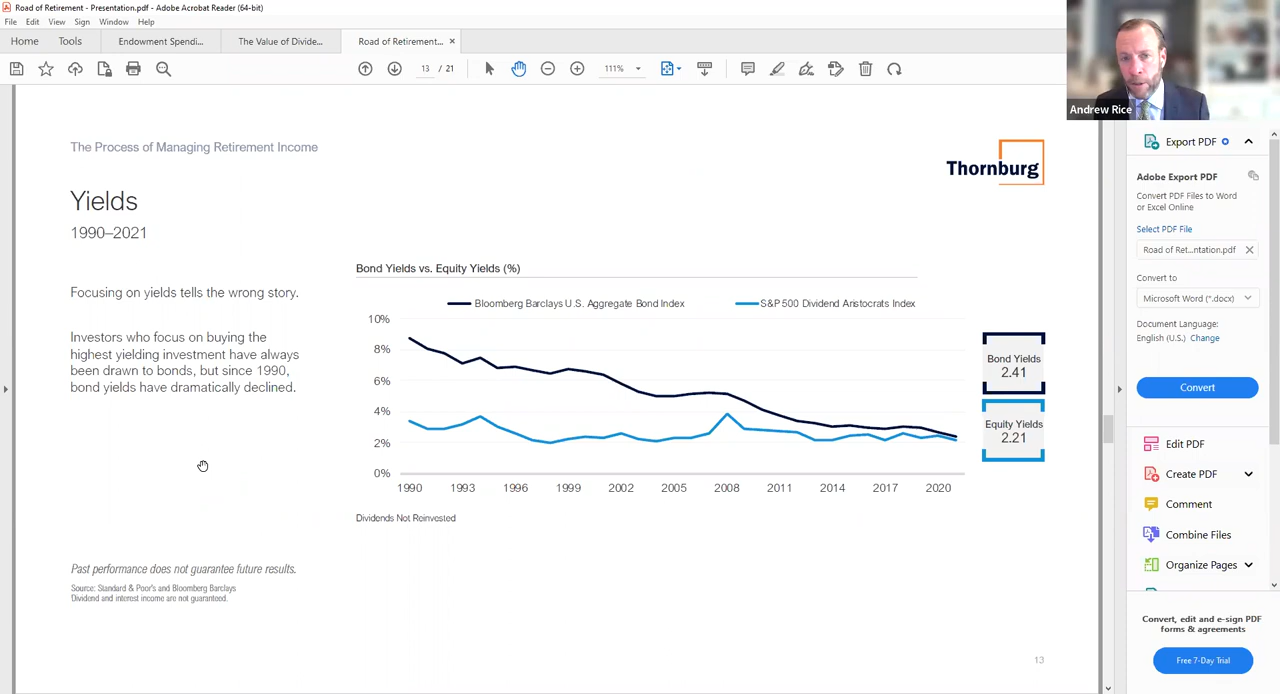 Road of Retirement - Presentation.pdf - Adobe Acrobat Reader (64-bit)
File Edit View Sign Window Help
Home Tools Endowment Spendi... The Value of Divide... Road of Retirement... ×
13 / 21 111%
Andrew Rice
The Process of Managing Retirement Income
Thornburg
Yields
1990–2021
Focusing on yields tells the wrong story.
Investors who focus on buying the
highest yielding investment have always
been drawn to bonds, but since 1990,
bond yields have dramatically declined.
Bond Yields vs. Equity Yields (%)
Bloomberg Barclays U.S. Aggregate Bond Index S&P 500 Dividend Aristocrats Index
10%
8%
6%
4%
2%
0%
1990 1993 1996 1999 2002 2005 2008 2011 2014 2017 2020
Bond Yields
2.41
Equity Yields
2.21
Dividends Not Reinvested
Past performance does not guarantee future results.
Source: Standard & Poor's and Bloomberg Barclays
Dividend and interest income are not guaranteed.
13
Export PDF
Adobe Export PDF
Convert PDF Files to Word
or Excel Online
Select PDF File
Road of Ret...ntation.pdf
Convert to
Microsoft Word (*.docx)
Document Language:
English (U.S.) Change
Convert
Edit PDF
Create PDF
Comment
Combine Files
Organize Pages
Convert, edit and e-sign PDF
forms & agreements
Free 7-Day Trial